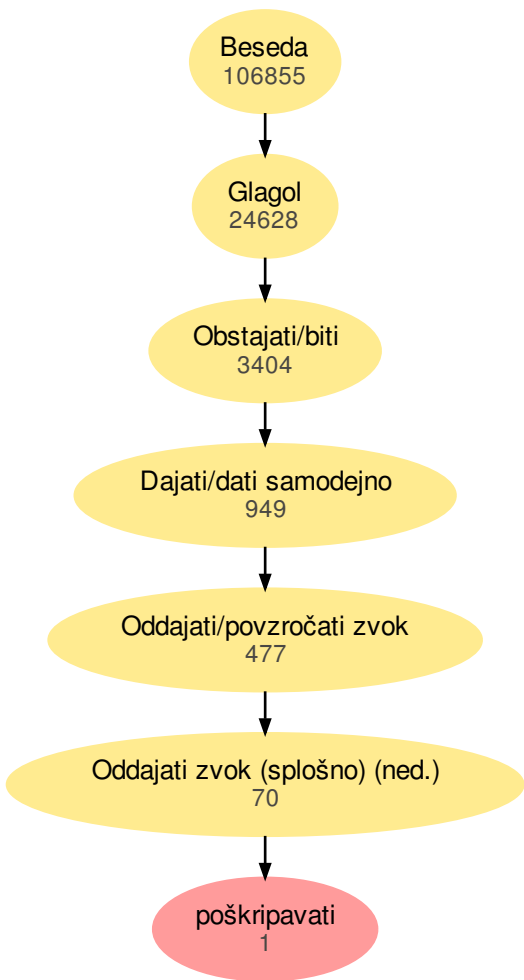 Beseda
106855
Glagol
24628
Obstajati/biti
3404
Dajati/dati samodejno
949
Oddajati/povzročati zvok
477
Oddajati zvok (splošno) (ned.)
70
poškripavati
1